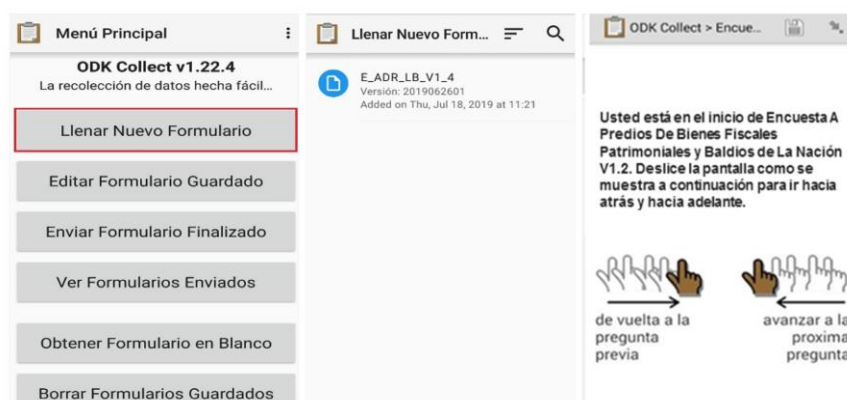 Menú Principal
ODK Collect v1.22.4
La recolección de datos hecha fácil...
Llenar Nuevo Formulario
Editar Formulario Guardado
Enviar Formulario Finalizado
Ver Formularios Enviados
Obtener Formulario en Blanco
Borrar Formularios Guardados
Llenar Nuevo Form...
E_ADR_LB_V1_4
Versión: 2019062601
Added on Thu, Jul 18, 2019 at 11:21
ODK Collect > Encue...
Usted está en el inicio de Encuesta A
Predios De Bienes Fiscales
Patrimoniales y Baldios de La Nación
V1.2. Deslice la pantalla como se
muestra a continuación para ir hacia
atrás y hacia adelante.
de vuelta a la
pregunta
previa
avanzar a la
proxima
pregunta